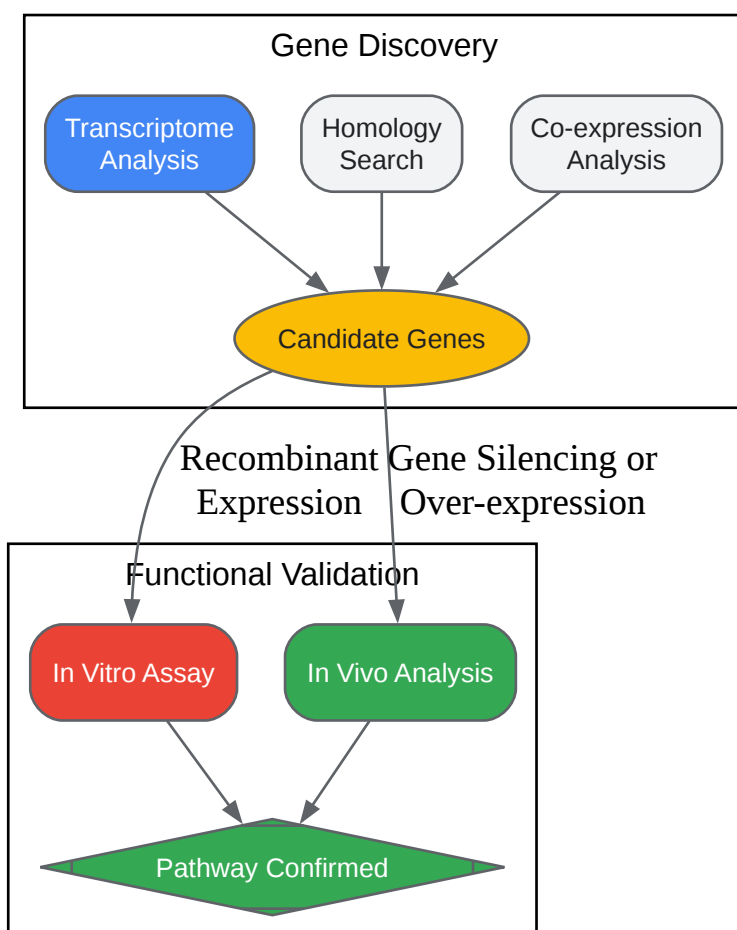 Gene Discovery
Transcriptome
Analysis
Homology
Search
Co-expression
Analysis
Candidate Genes
Recombinant
Expression
Gene Silencing or
Over-expression
Functional Validation
In Vitro Assay
In Vivo Analysis
Pathway Confirmed